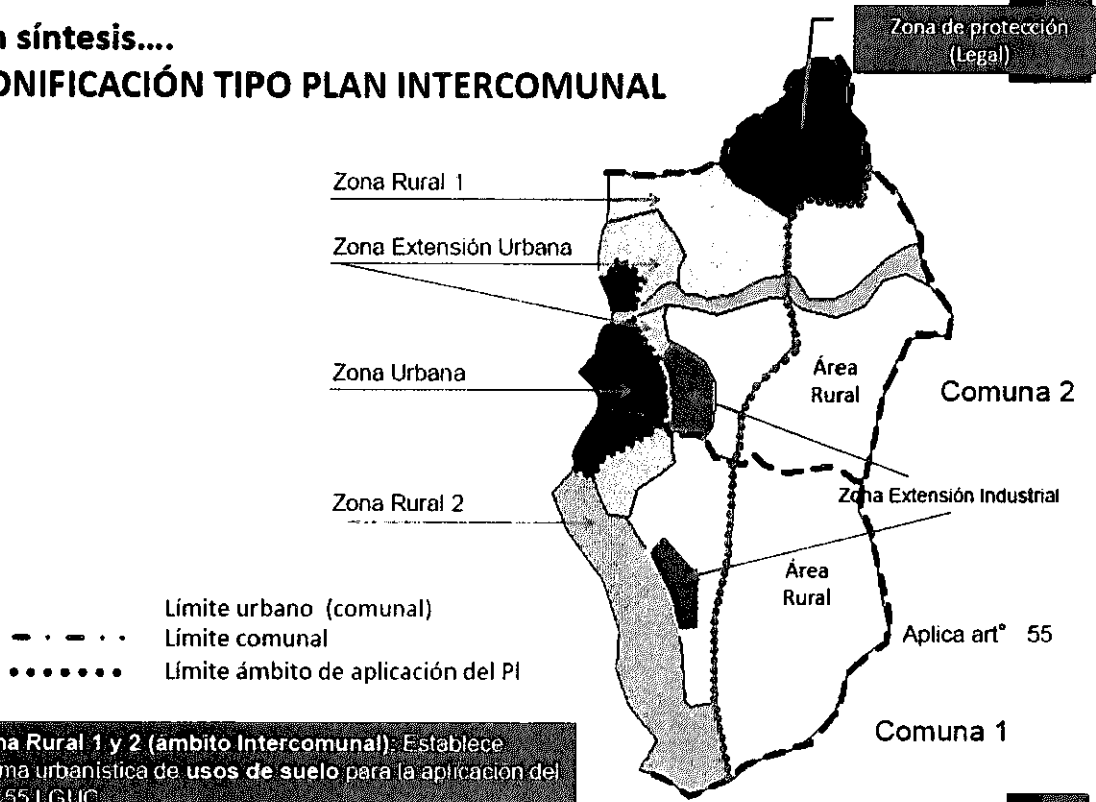 síntesis....
ONIFICACIÓN TIPO PLAN INTERCOMUNAL
Zona de protección
(Legal)
Zona Rural 1
Zona Extensión Urbana
Zona Urbana
Área
Rural
Comuna 2
Zona Extensión Industrial
Zona Rural 2
Área
Rural
Aplica art° 55
Comuna 1
Límite urbano (comunal)
Límite comunal
Límite ámbito de aplicación del PI
na Rural 1 y 2 (ámbito Intercomunal): Establece
ma urbanística de usos de suelo para la aplicación del
55 LGUC